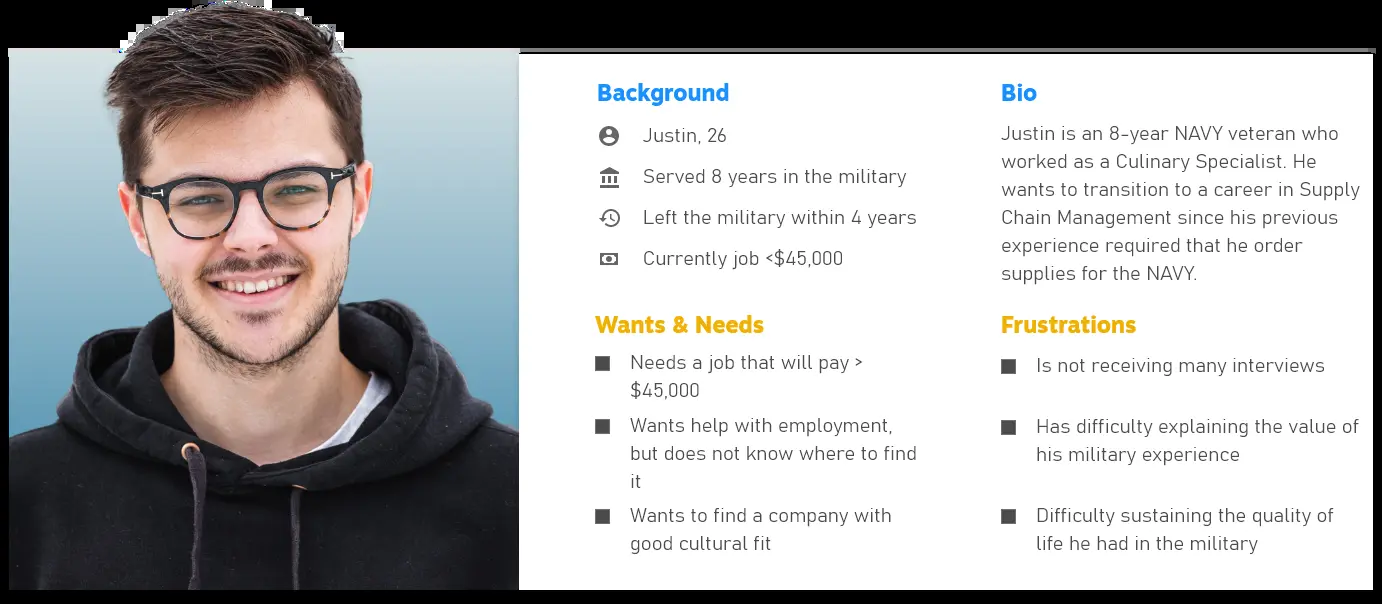 Background
Justin, 26
Served 8 years in the military
Left the military within 4 years
Currently job <$45,000
Bio
Justin is an 8-year NAVY veteran who
worked as a Culinary Specialist. He
wants to transition to a career in Supply
Chain Management since his previous
experience required that he order
supplies for the NAVY.
Wants & Needs
Needs a job that will pay >
$45,000
Wants help with employment,
but does not know where to find
it
Wants to find a company with
good cultural fit
Frustrations
Is not receiving many interviews
Has difficulty explaining the value of
his military experience
Difficulty sustaining the quality of
life he had in the military